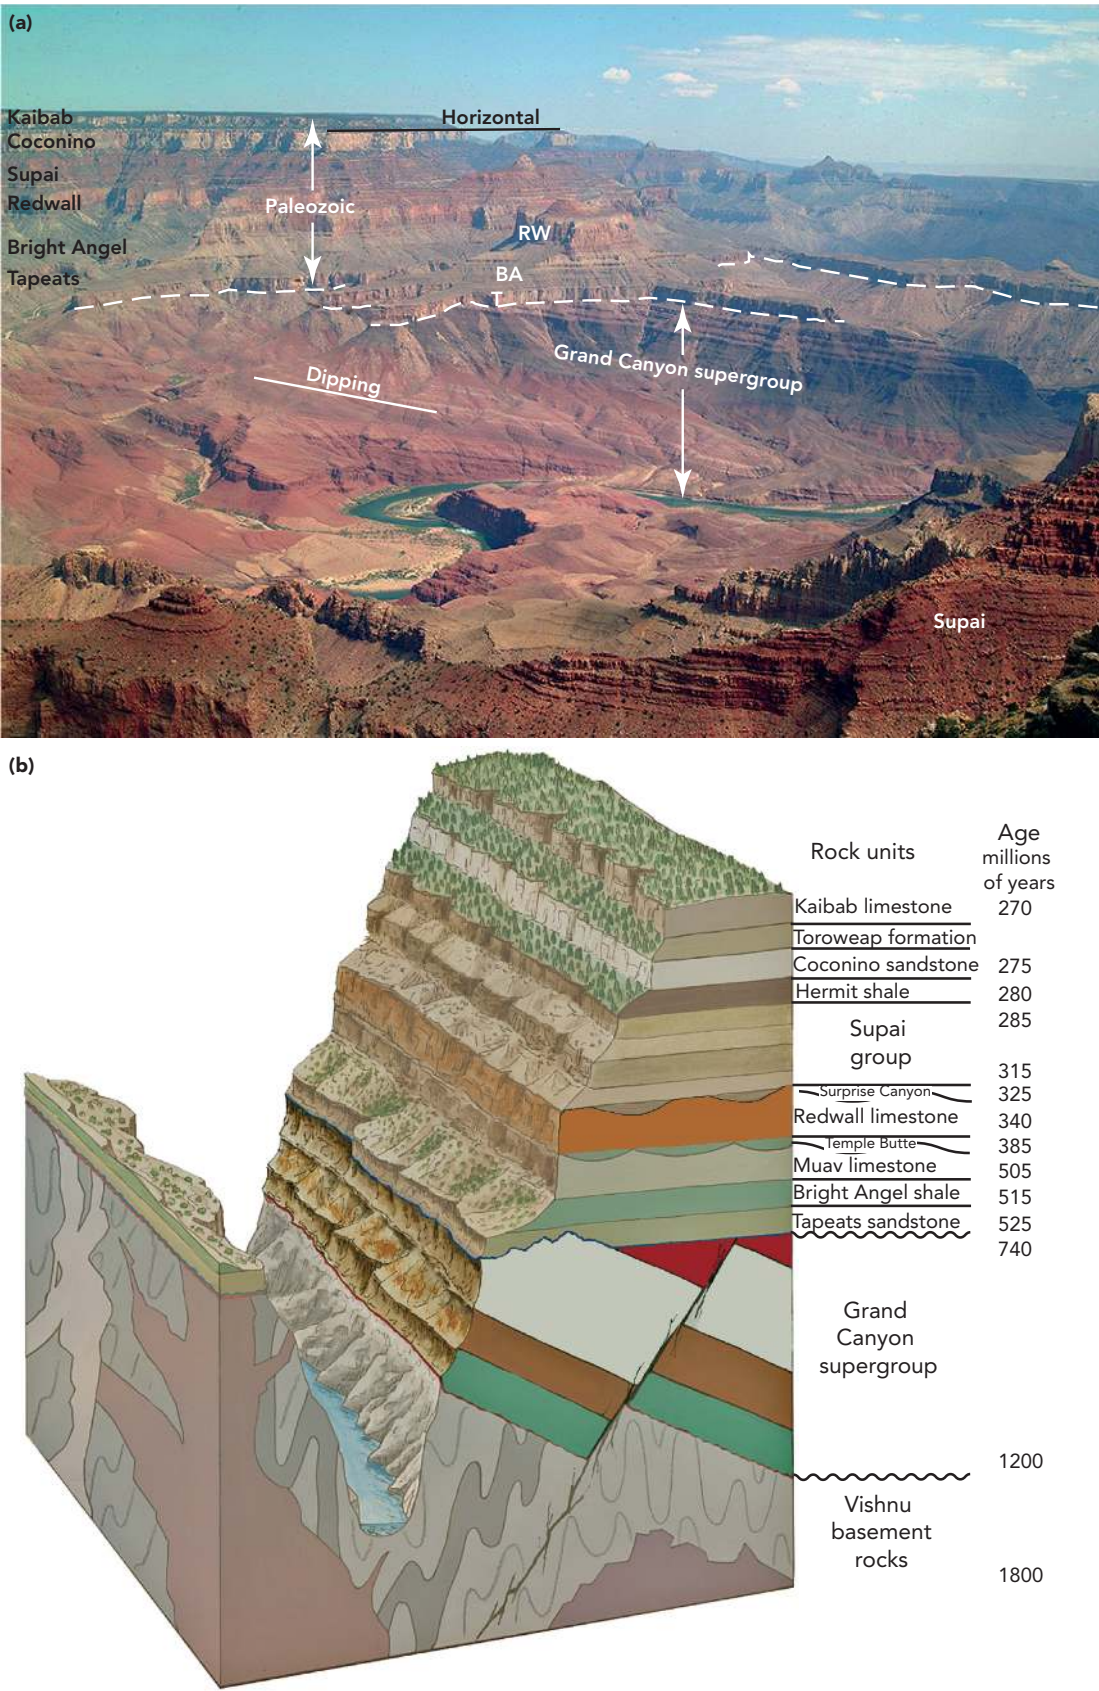 (a)
Kaibab
Horizontal
Coconino
Supai
Redwall
Paleozoic
RW
Bright Angel
BA
Tapeats
T
Grand Canyon supergroup
Dipping
Supai
(b)
Rock units
Age
millions
of years
Kaibab limestone 270
Toroweap formation
Coconino sandstone 275
Hermit shale 280
285
Supai
group
315
Surprise Canyon 325
Redwall limestone 340
Temple Butte 385
Muav limestone 505
Bright Angel shale 515
Tapeats sandstone 525
740
Grand
Canyon
supergroup
1200
Vishnu
basement
rocks
1800